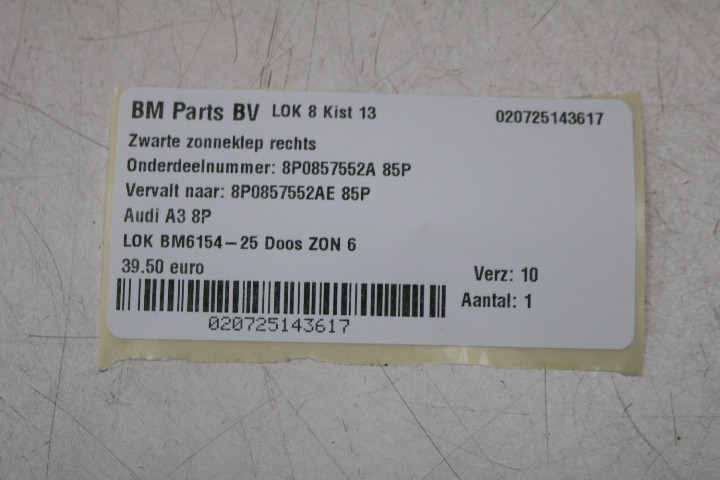 BM Parts BV LOK 8 Kist 13 020725143617
Zwarte zonneklep rechts
Onderdeelnummer: 8P0857552A 85P
Vervalt naar: 8P0857552AE 85P
Audi A3 8P
LOK BM6154-25 Doos ZON 6
39.50 euro Verz: 10
Aantal: 1
020725143617